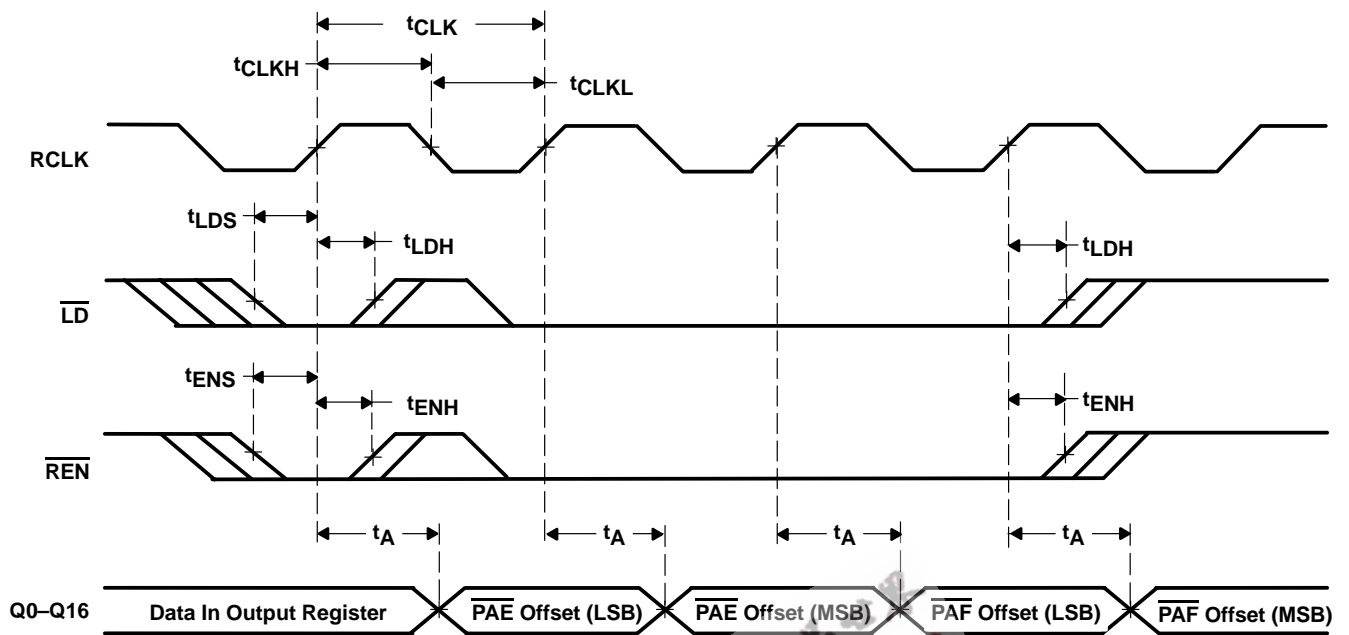 tCLK
tCLKH
tCLKL
RCLK
tLDS
tLDH
tLDH
LD
tENS
tENH
tENH
REN
tA
tA
tA
tA
Q0–Q16
Data In Output Register
PAE Offset (LSB)
PAE Offset (MSB)
PAF Offset (LSB)
PAF Offset (MSB)